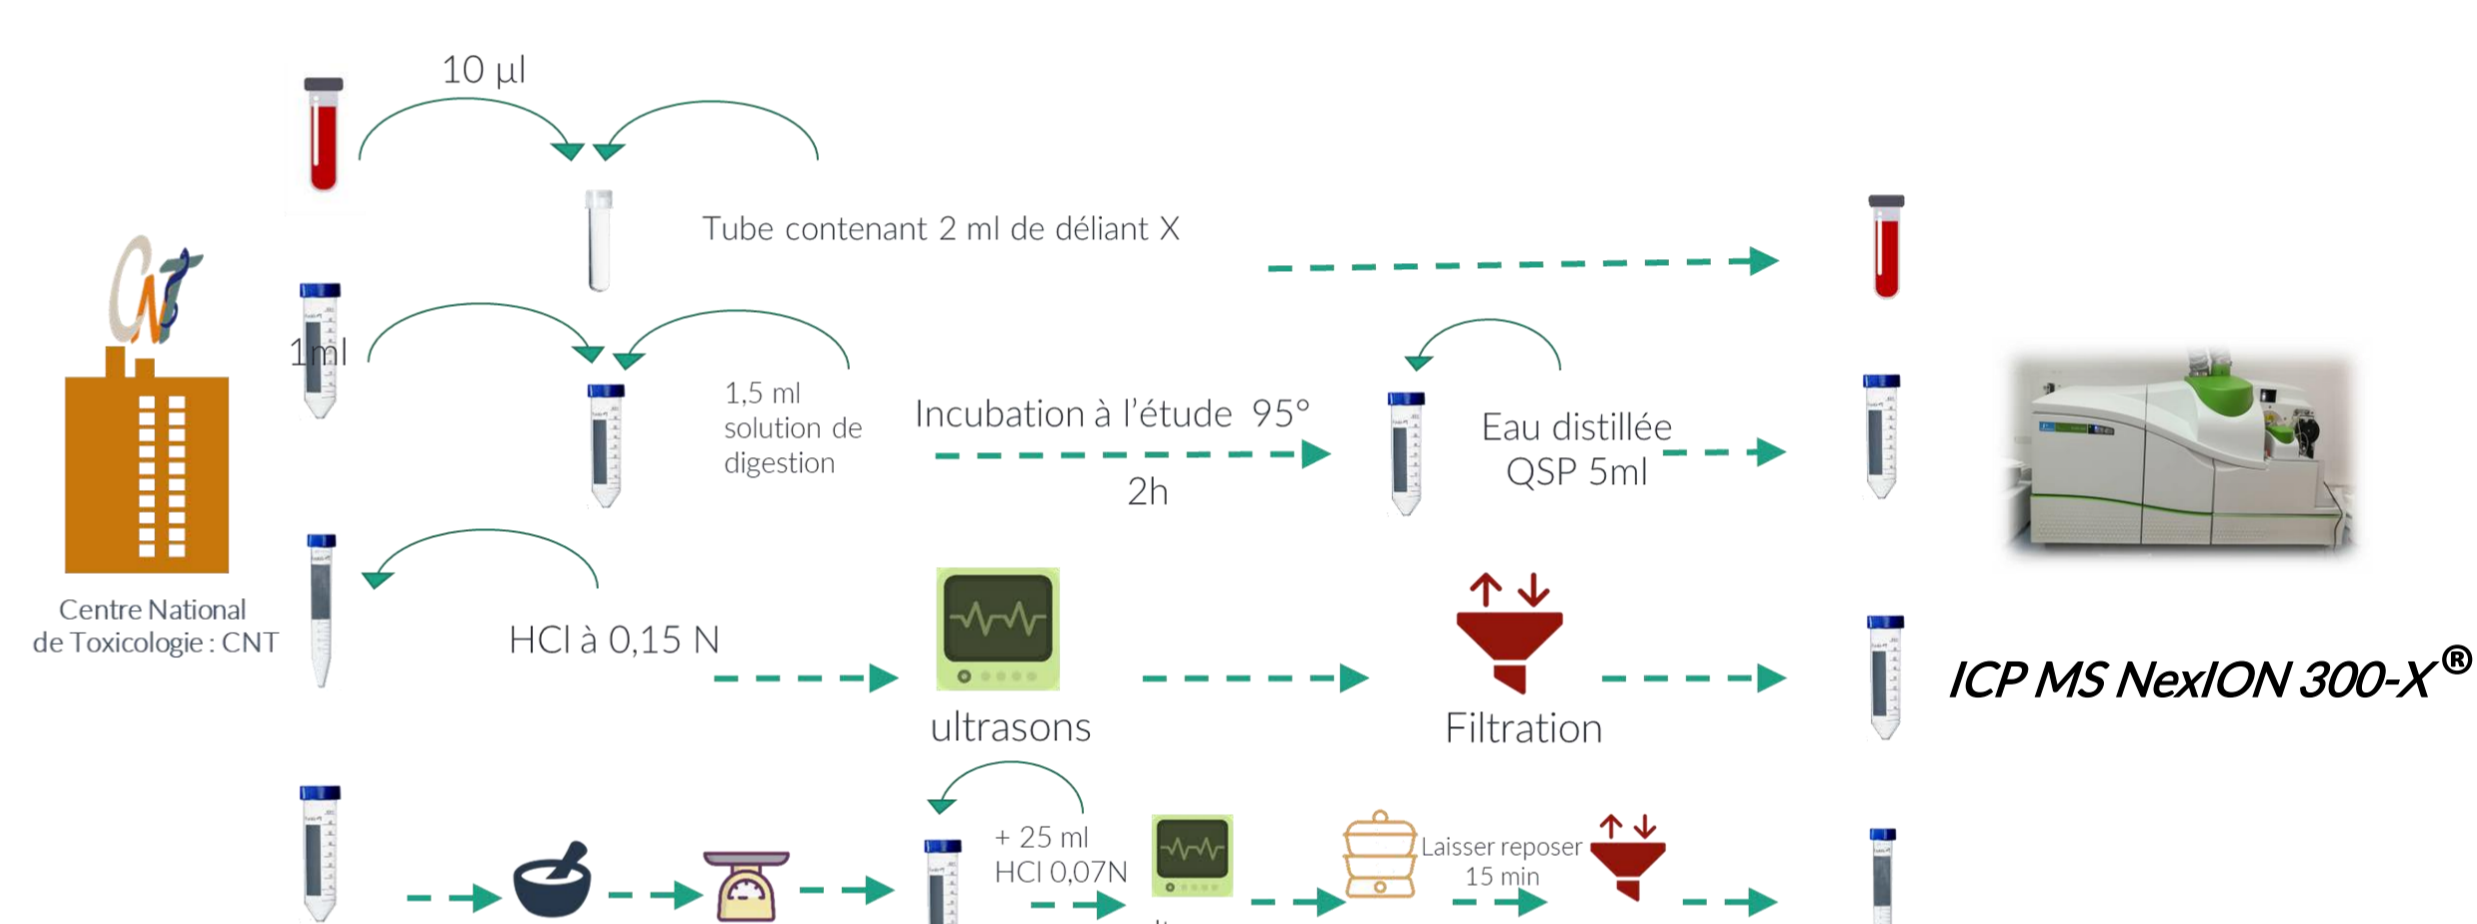 10 µl
Tube contenant 2 ml de déliant X
CNT
1ml
1,5 ml
solution de
digestion
Incubation à l'étude 95°
2h
Eau distillée
QSP 5ml
Centre National
de Toxicologie : CNT
HCl à 0,15 N
ultrasons
Filtration
ICP MS NexION 300-X®
+ 25 ml
HCl 0,07N
Laisser reposer
15 min